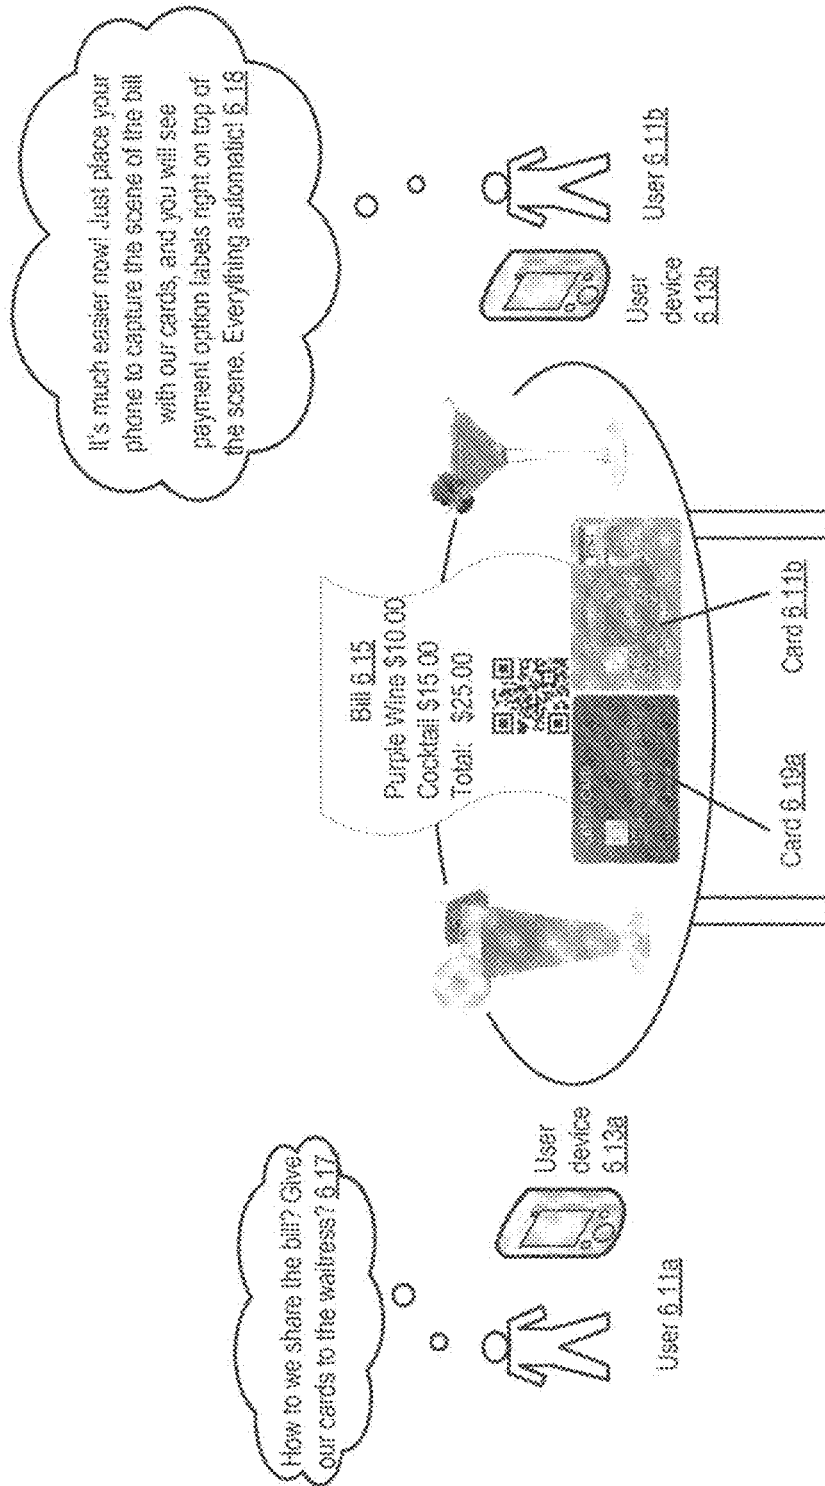 How to we share the bill? Give
our cards to the waitress? 6.17
User 6.11a
User
device
6.13a
Bill 6.15
Purple Wine $10.00
Cocktail $15.00
Total: $25.00
Card 6.19a
Card 6.11b
It's much easier now! Just place your
phone to capture the scene of the bill
with our cards, and you will see
payment option labels right on top of
the scene. Everything automatic! 6.18
User
device
6.13b
User 6.11b